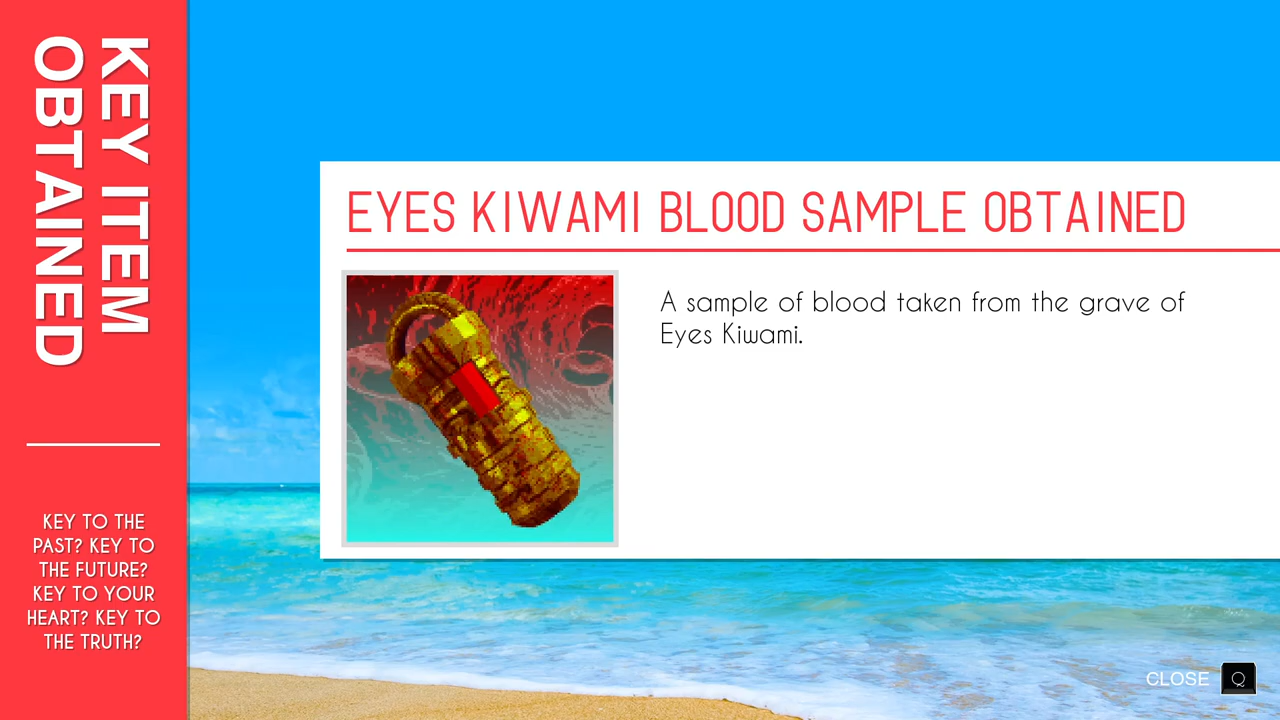 KEY ITEM
OBTAINED
KEY TO THE
PAST? KEY TO
THE FUTURE?
KEY TO YOUR
HEART? KEY TO
THE TRUTH?
EYES KIWAMI BLOOD SAMPLE OBTAINED
A sample of blood taken from the grave of
Eyes Kiwami.
CLOSE Q